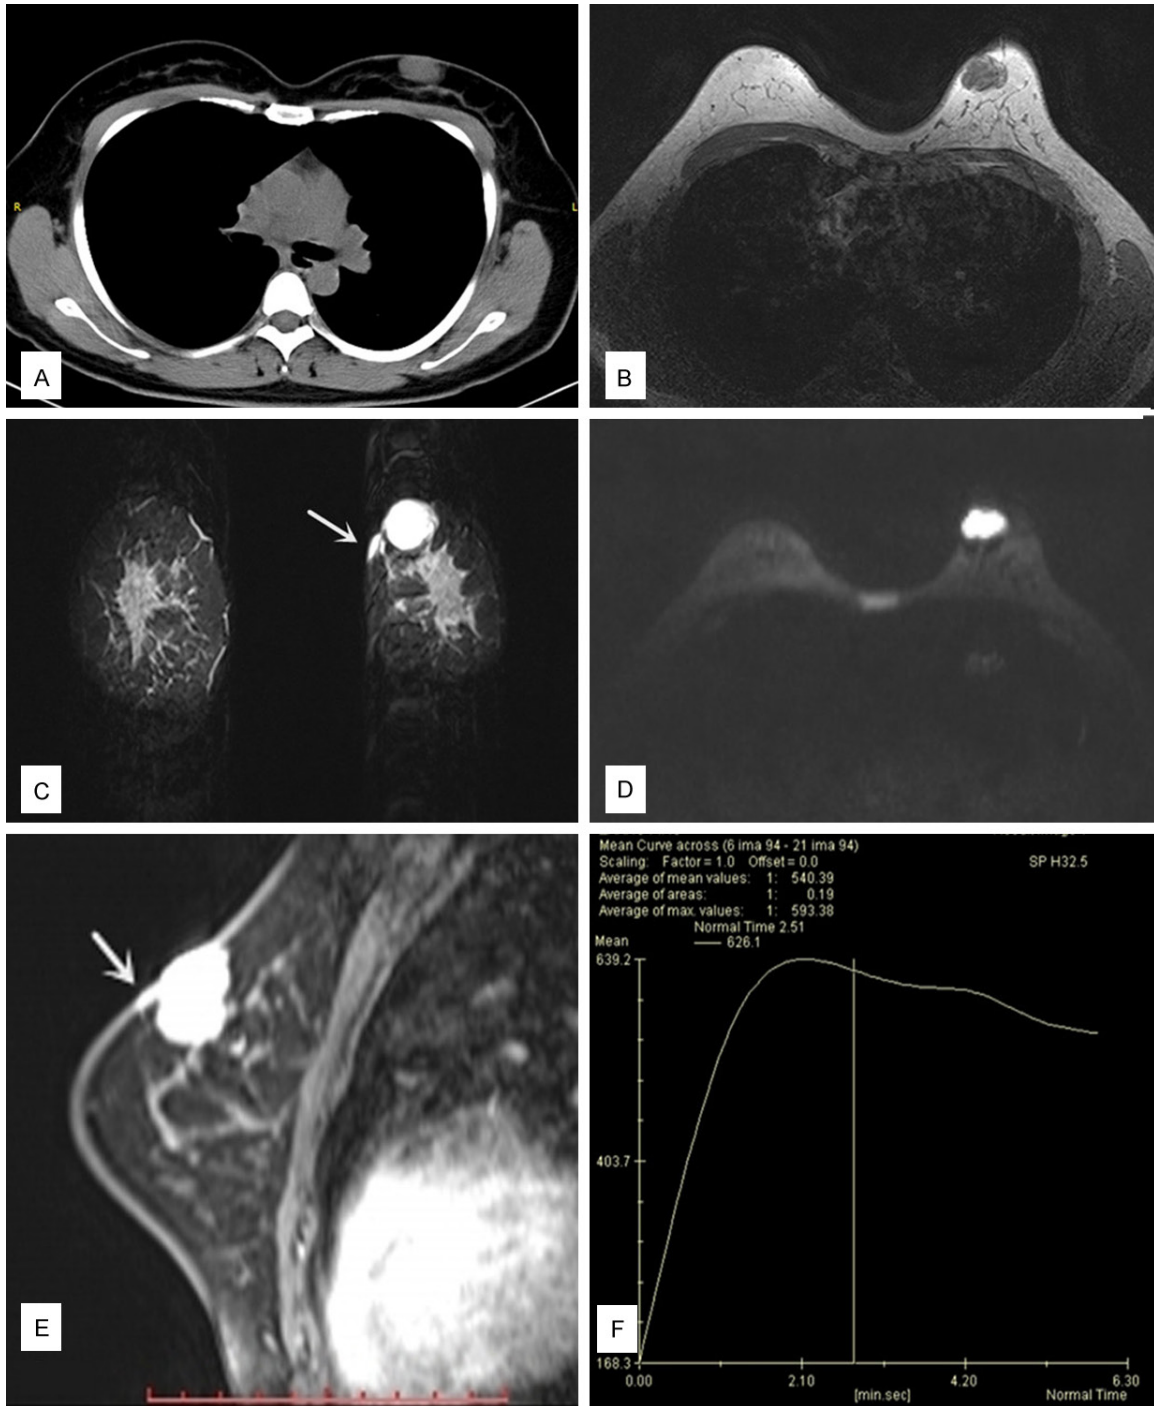 R
L
A
B
C
D
E
Mean Curve across (6 ima 94 - 21 ima 94)
Scaling: Factor = 1.0 Offset = 0.0
SP H32.5
Average of mean values: 1: 540.39
Average of areas: 1: 0.19
Average of max. values: 1: 593.38
Normal Time 2.51
Mean
626.1
639.2
403.7
168.3
0.00
2.10
4.20
6.30
[min.sec]
Normal Time
F